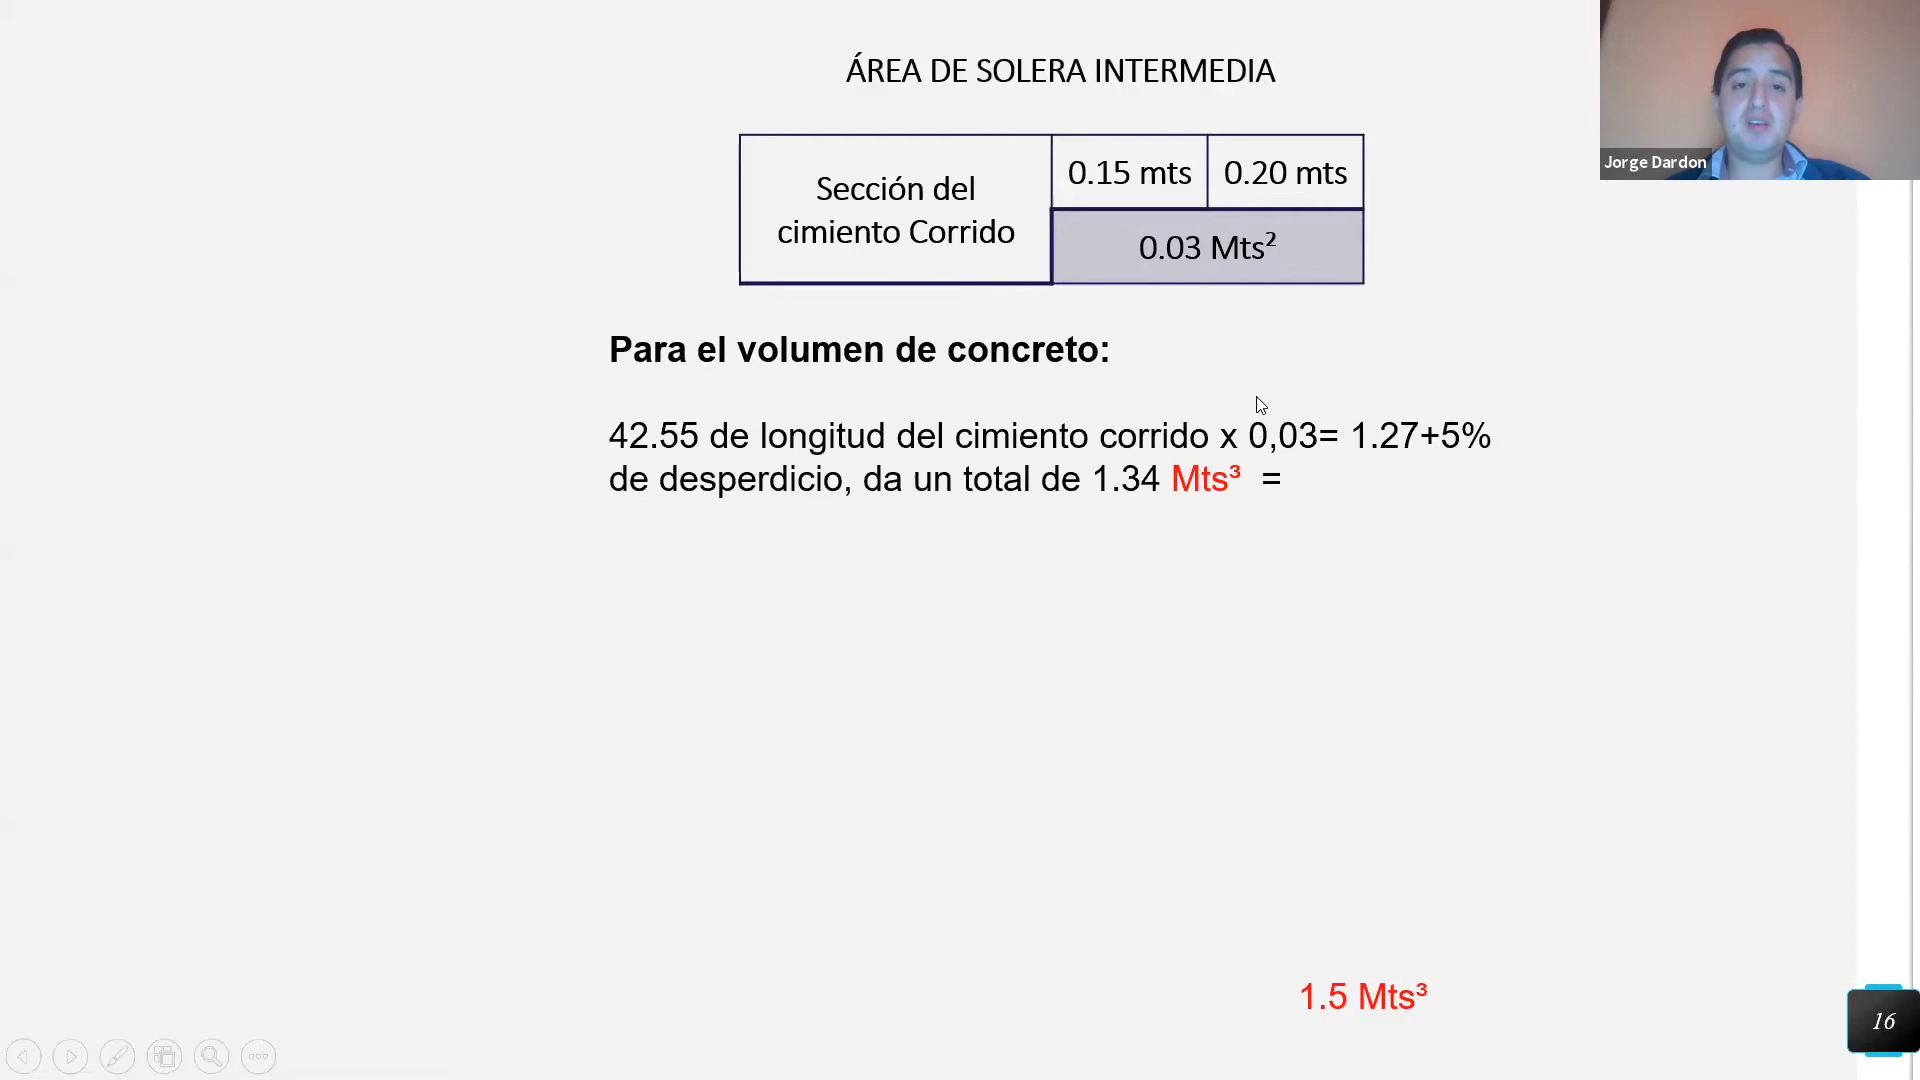 ÁREA DE SOLERA INTERMEDIA
Jorge Dardon
Sección del
cimiento Corrido
0.15 mts
0.20 mts
0.03 Mts²
Para el volumen de concreto:
42.55 de longitud del cimiento corrido x 0,03= 1.27+5%
de desperdicio, da un total de 1.34 Mts³ =
1.5 Mts³
16